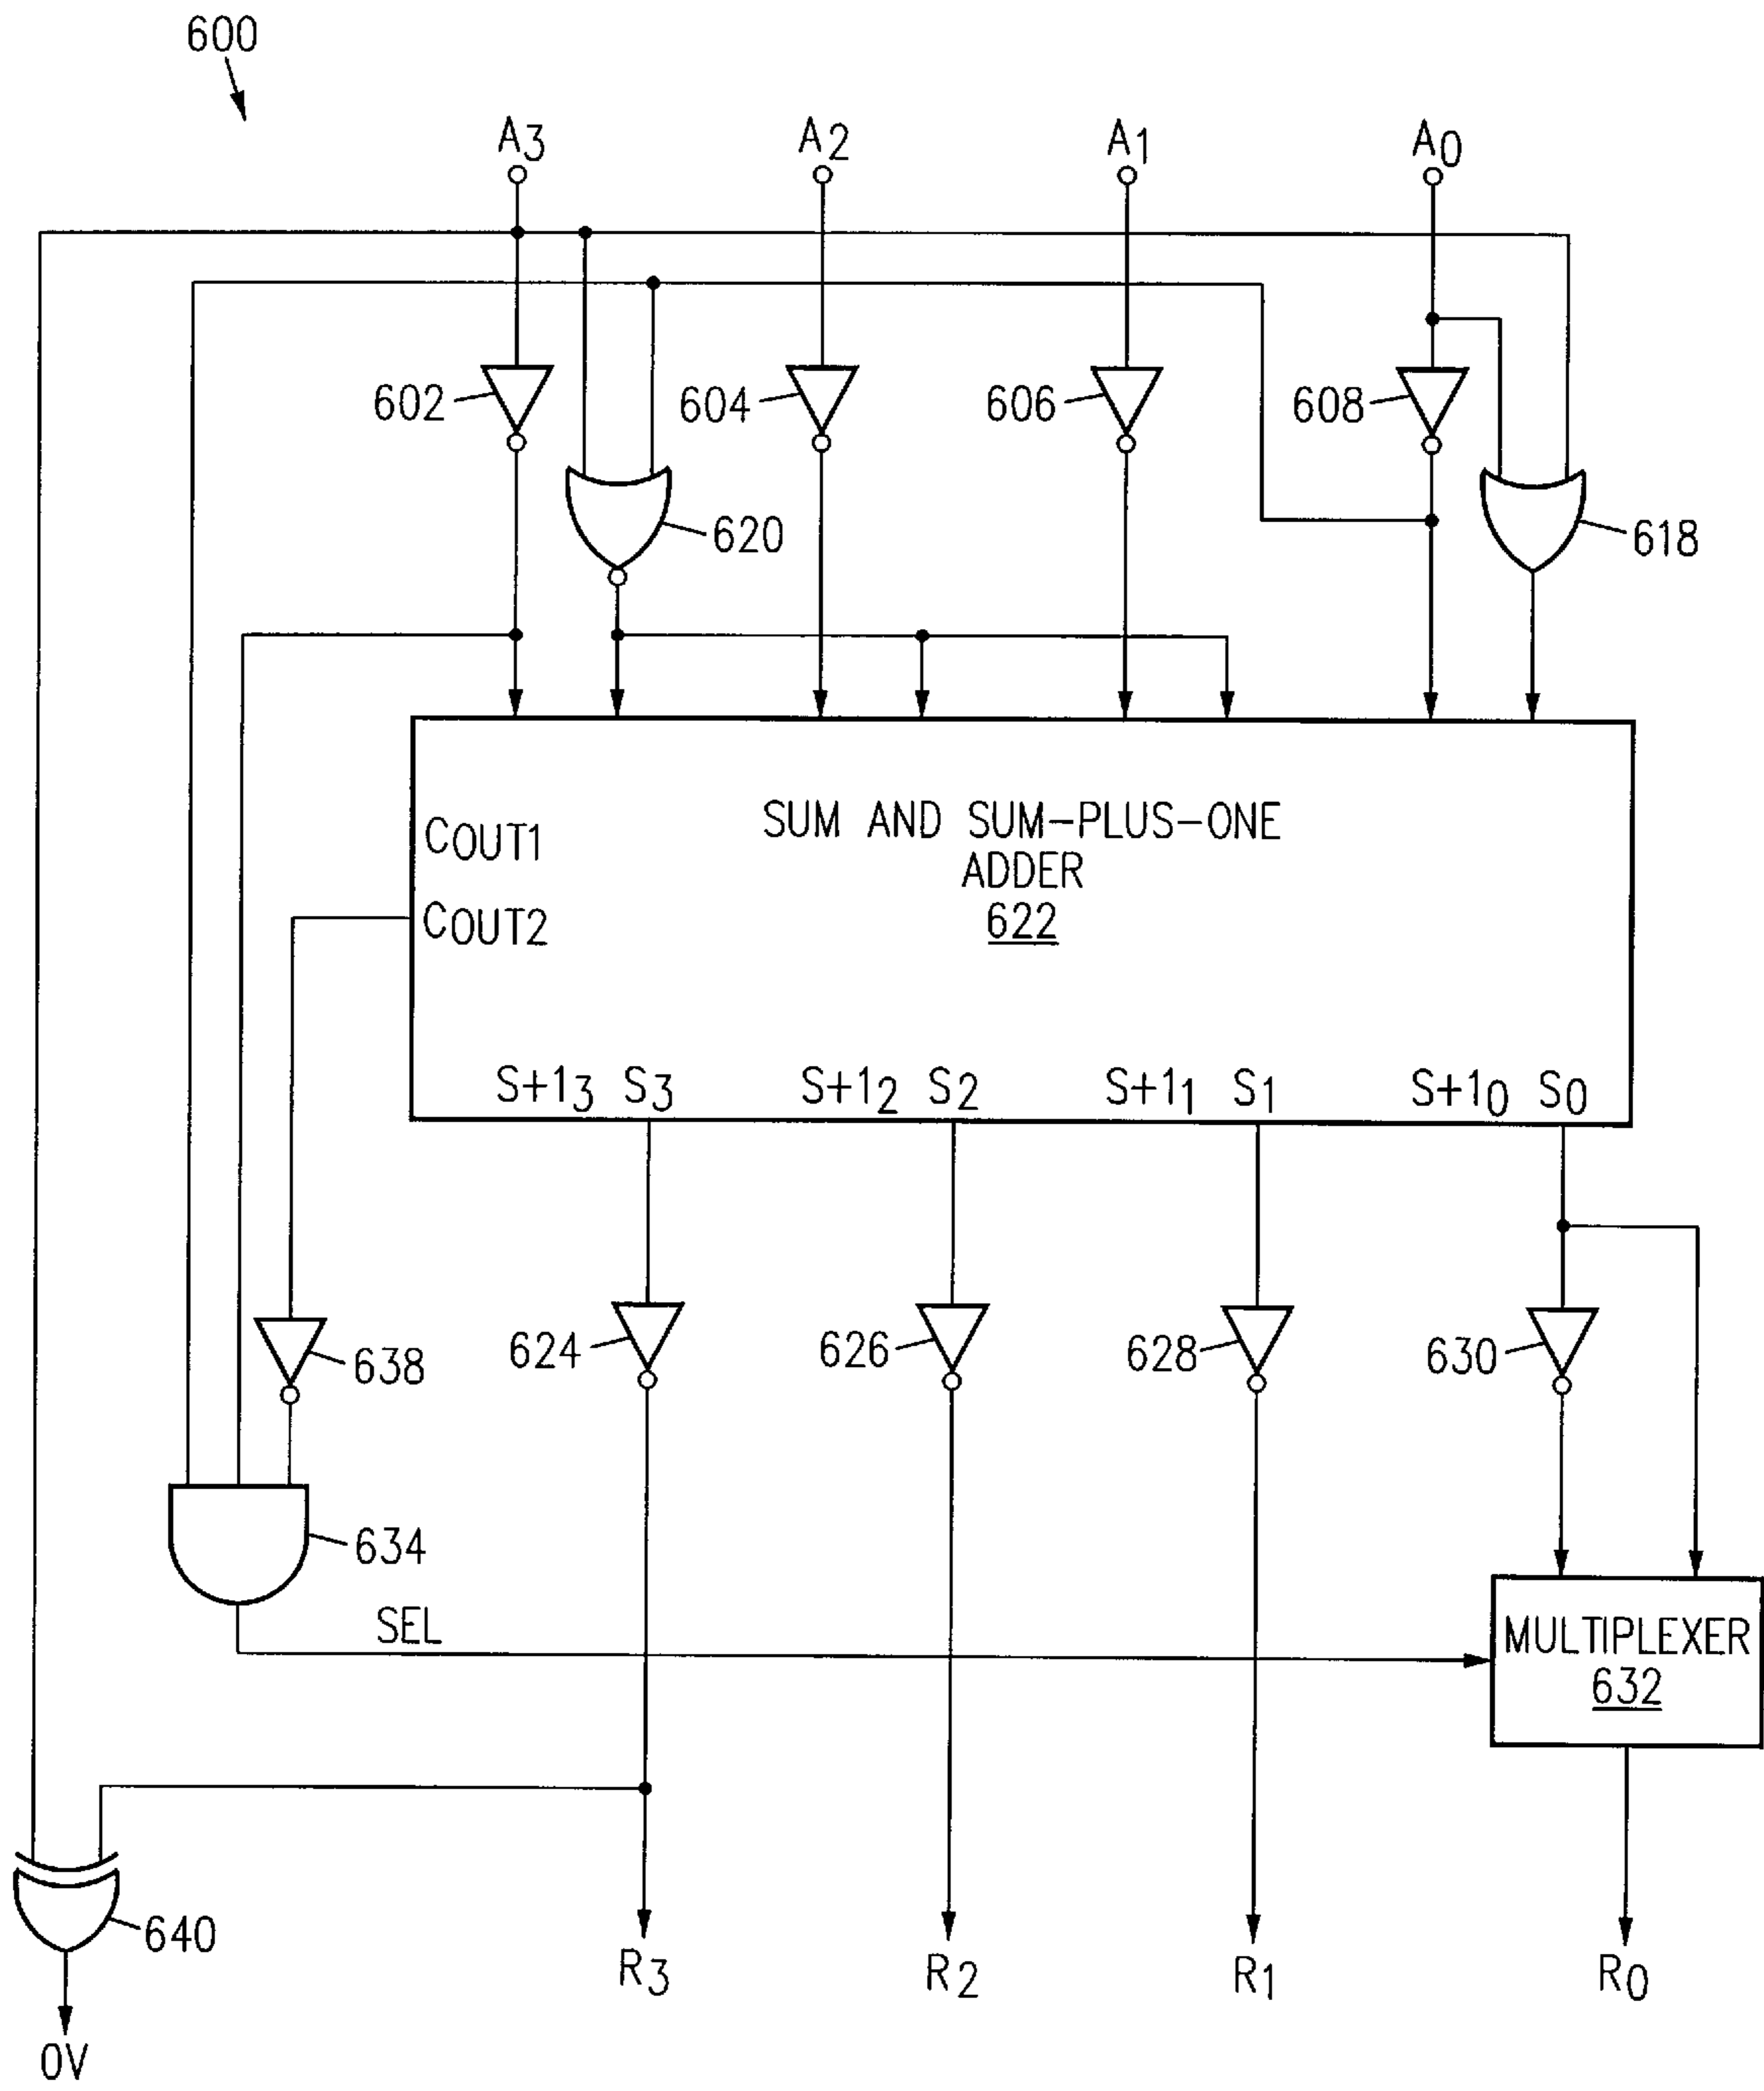 600
A3 A2 A1 A0
602 604 606 608
620 618
COUT1 SUM AND SUM-PLUS-ONE
ADDER
COUT2 622
S+13 S3 S+12 S2 S+11 S1 S+10 S0
638 624 626 628 630
634
SEL
MULTIPLEXER
632
640
R3 R2 R1 R0
OV